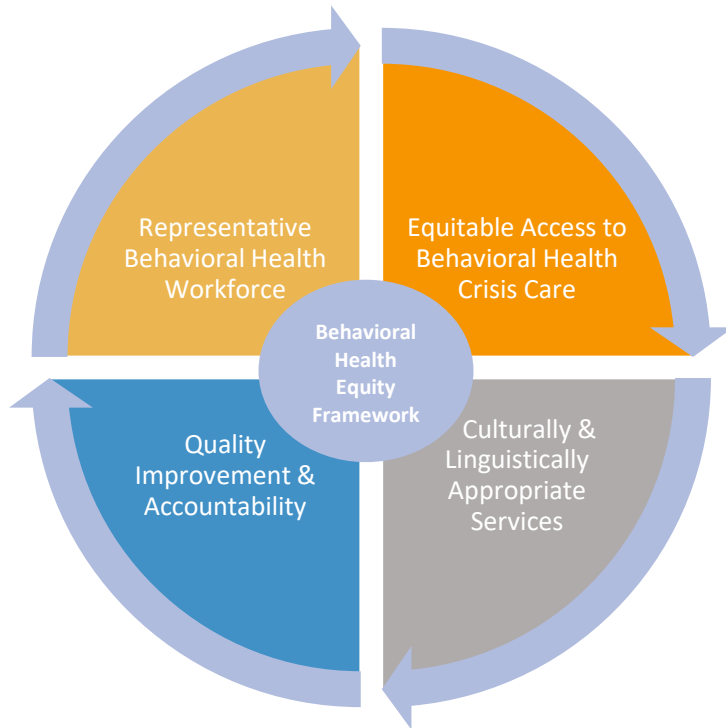 Representative
Behavioral Health
Workforce
Equitable Access to
Behavioral Health
Crisis Care
Behavioral
Health
Equity
Framework
Quality
Improvement &
Accountability
Culturally &
Linguistically
Appropriate
Services